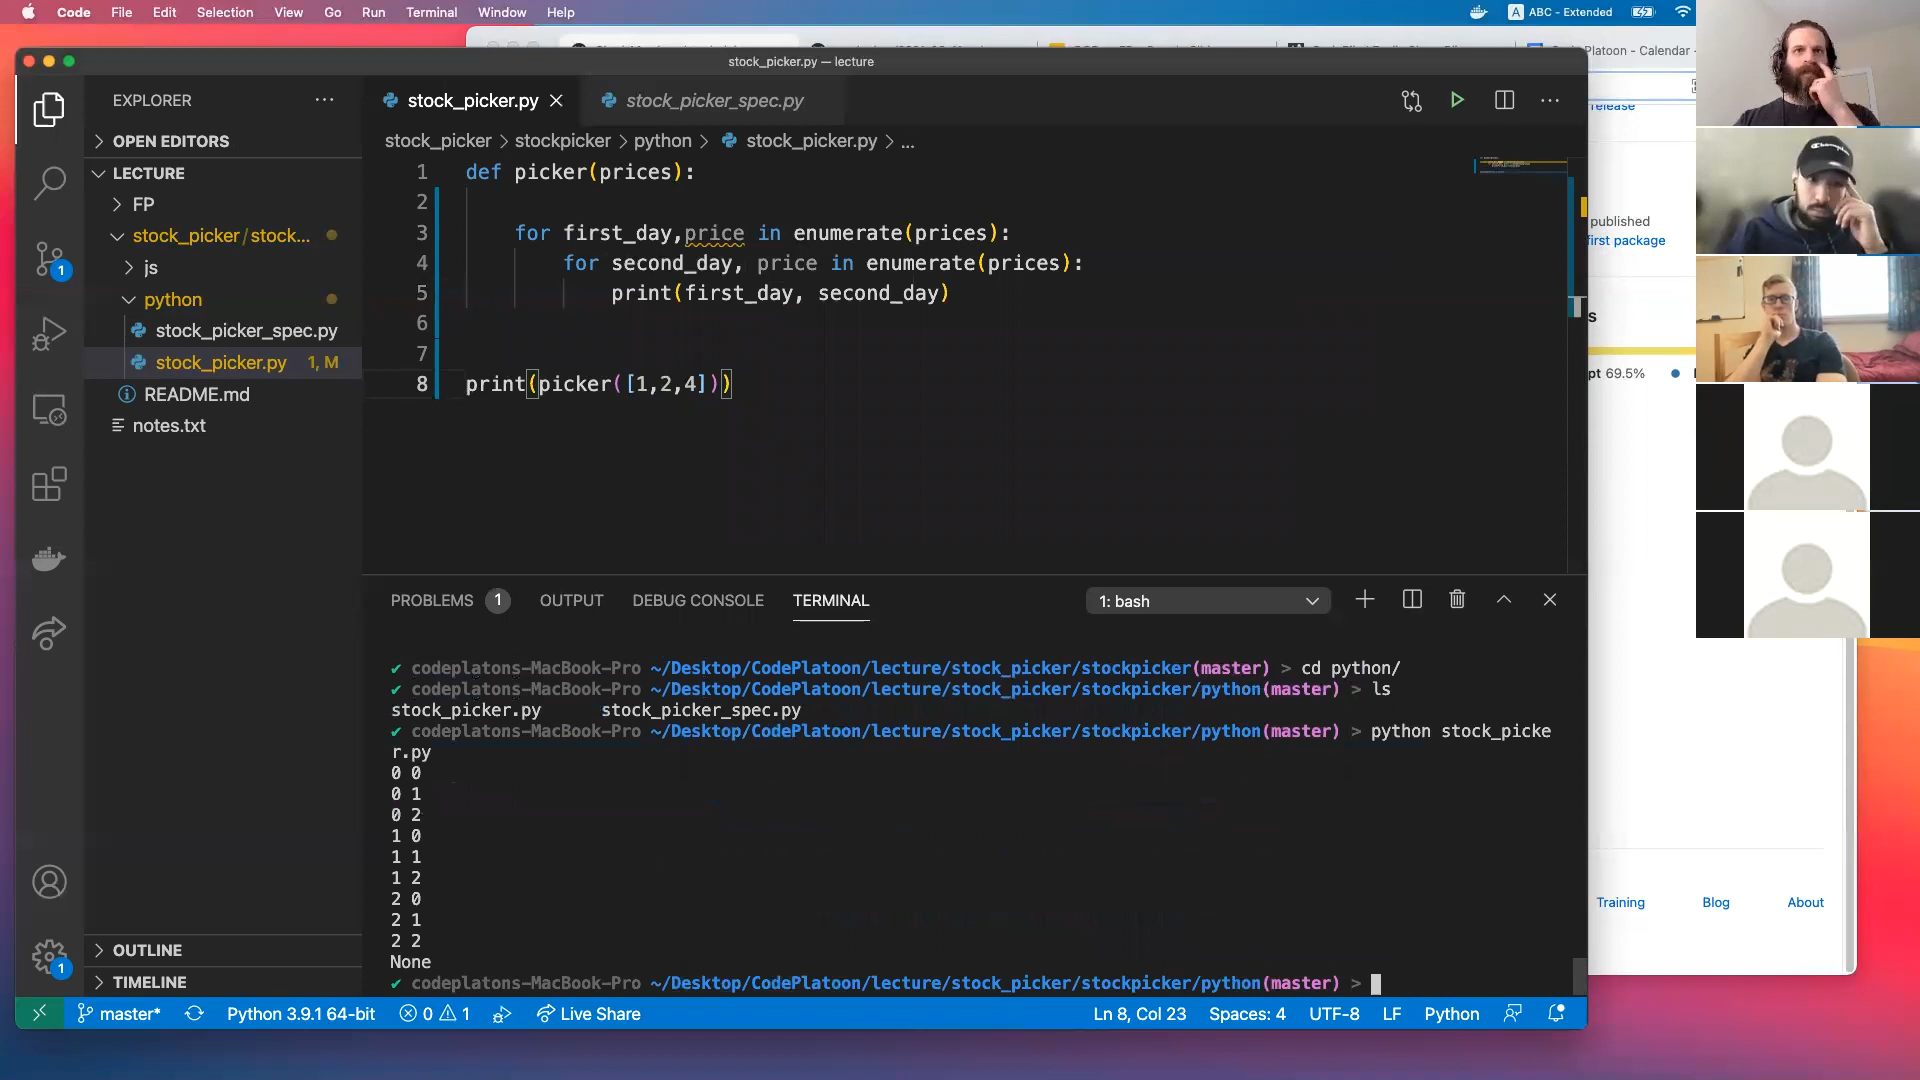 Code File Edit Selection View Go Run Terminal Window Help
A ABC - Extended
Platoon - Calendar -
stock_picker.py — lecture
EXPLORER
stock_picker.py
stock_picker_spec.py
release
OPEN EDITORS
stock_picker > stockpicker > python > stock_picker.py > ...
LECTURE
FP
stock_picker/stock...
js
python
stock_picker_spec.py
stock_picker.py 1, M
README.md
notes.txt
1
1
1 def picker(prices):
2
3 for first_day,price in enumerate(prices):
4 for second_day, price in enumerate(prices):
5 print(first_day, second_day)
6
7
8 print(picker([1,2,4]))
published
first package
s
pt 69.5%
PROBLEMS 1 OUTPUT DEBUG CONSOLE TERMINAL
1: bash
✔ codeplatons-MacBook-Pro ~/Desktop/CodePlatoon/lecture/stock_picker/stockpicker(master) > cd python/
✔ codeplatons-MacBook-Pro ~/Desktop/CodePlatoon/lecture/stock_picker/stockpicker/python(master) > ls
stock_picker.py stock_picker_spec.py
✔ codeplatons-MacBook-Pro ~/Desktop/CodePlatoon/lecture/stock_picker/stockpicker/python(master) > python stock_picke
r.py
0 0
0 1
0 2
1 0
1 1
1 2
2 0
2 1
2 2
None
✔ codeplatons-MacBook-Pro ~/Desktop/CodePlatoon/lecture/stock_picker/stockpicker/python(master) >
OUTLINE
TIMELINE
Training Blog About
master* Python 3.9.1 64-bit 0 1 Live Share
Ln 8, Col 23 Spaces: 4 UTF-8 LF Python
Champion